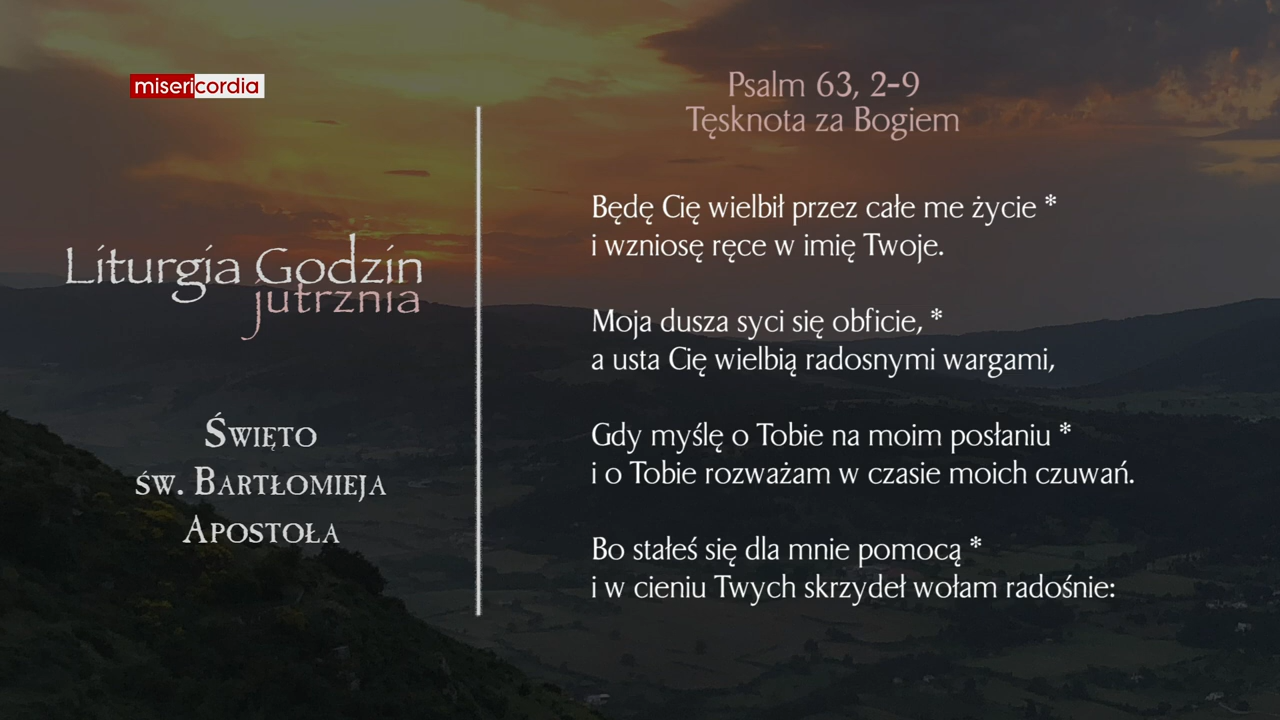 misericordia
Liturgia Godzin
jutrznia
Święto
św. Bartłomieja
Apostoła
Psalm 63, 2-9
Tęsknota za Bogiem
Będę Cię wielbił przez całe me życie *
i wzniosę ręce w imię Twoje.
Moja dusza syci się obficie, *
a usta Cię wielbią radosnymi wargami,
Gdy myślę o Tobie na moim posłaniu *
i o Tobie rozważam w czasie moich czuwań.
Bo stałeś się dla mnie pomocą *
i w cieniu Twych skrzydeł wołam radośnie: